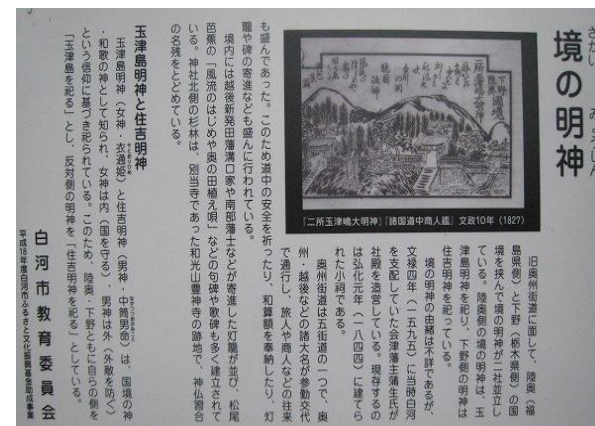 さかい みょうじん
境の明神
「二所玉津嶋大明神」『諸国道中商人鑑』文政10年（1827）
旧奥州街道に面して、陸奥（福
島県側）と下野（栃木県側）の国
境を挟んで境の明神が二社並立し
ている。陸奥側の境の明神は、玉
津島明神を祀り、下野側の明神は
住吉明神を祀っている。
境の明神の由緒は不詳であるが、
文禄四年（一五九五）に当時白河
を支配していた会津藩主蒲生氏が
社殿を造営している。現存するの
は弘化元年（一八四四）に建てら
れた小祠である。
奥州街道は五街道の一つで、奥
州・越後などの諸大名が参勤交代
で通行し、旅人や商人などの往来
も盛んであった。このため道中の安全を祈ったり、和算額を奉納したり、灯
籠や碑の寄進なども盛んに行われている。
境内には越後新発田藩溝口家や南部藩士などが寄進した灯籠が並び、松尾
芭蕉の「風流のはじめや奥の田植え唄」などの句碑や歌碑も多く建立されて
いる。神社北側の杉林は、別当寺であった和光山豊神寺の跡地で、神仏習合
の名残をとどめている。
玉津島明神と住吉明神
玉津島明神（女神・衣通姫）と住吉明神（男神・中筒男命）は、国境の神
・和歌の神として知られ、女神は内（国を守る）、男神は外（外敵を防ぐ）
という信仰に基づき祀られている。このため、陸奥・下野ともに自らの側を
「玉津島を祀る」とし、反対側の明神を「住吉明神を祀る」としている。
白河市教育委員会
平成18年度白河市ふるさと文化振興基金助成事業